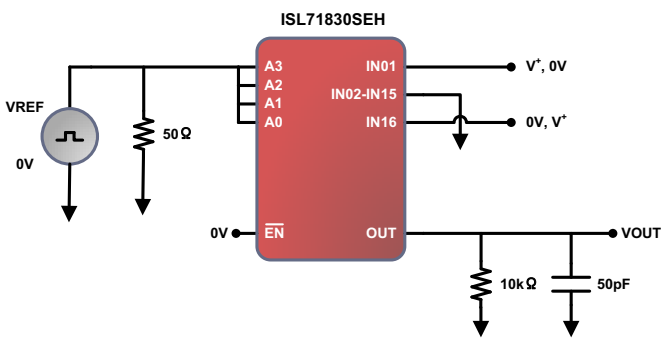 ISL71830SEH
A3
IN01
V⁺, 0V
A2
IN02-IN15
A1
VREF
A0
IN16
0V, V⁺
50Ω
0V
0V
EN
OUT
VOUT
10kΩ
50pF